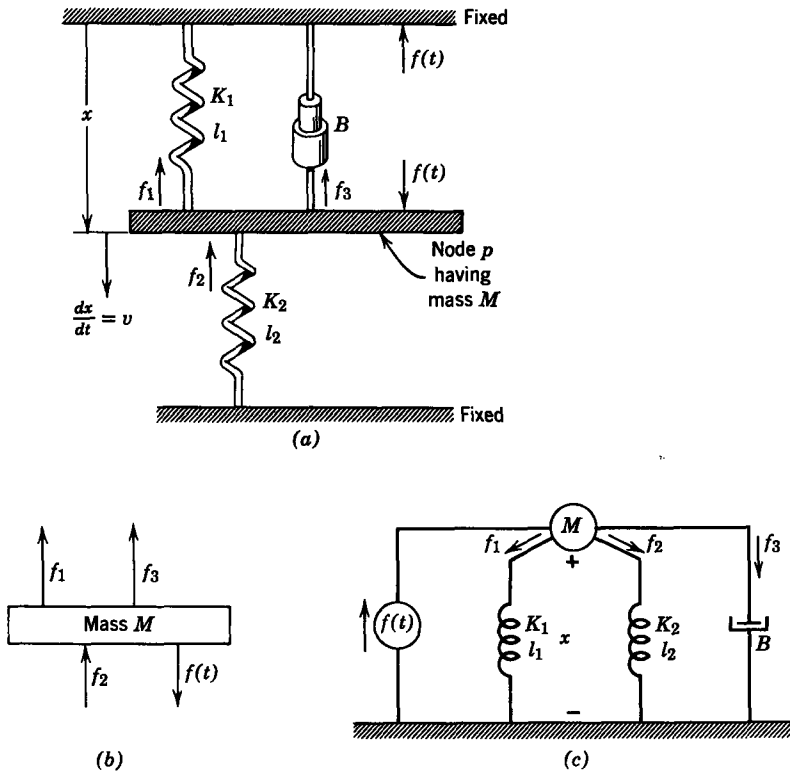 Fixed
f(t)
K₁
x
B
l₁
f(t)
f₁
f₃
Node p
having
mass M
f₂
K₂
dx/dt = v
l₂
Fixed
(a)
M
f₁
f₂
f₃
+
f₁
f₃
Mass M
f(t)
K₁
l₁
x
K₂
l₂
B
f₂
f(t)
−
(b)
(c)